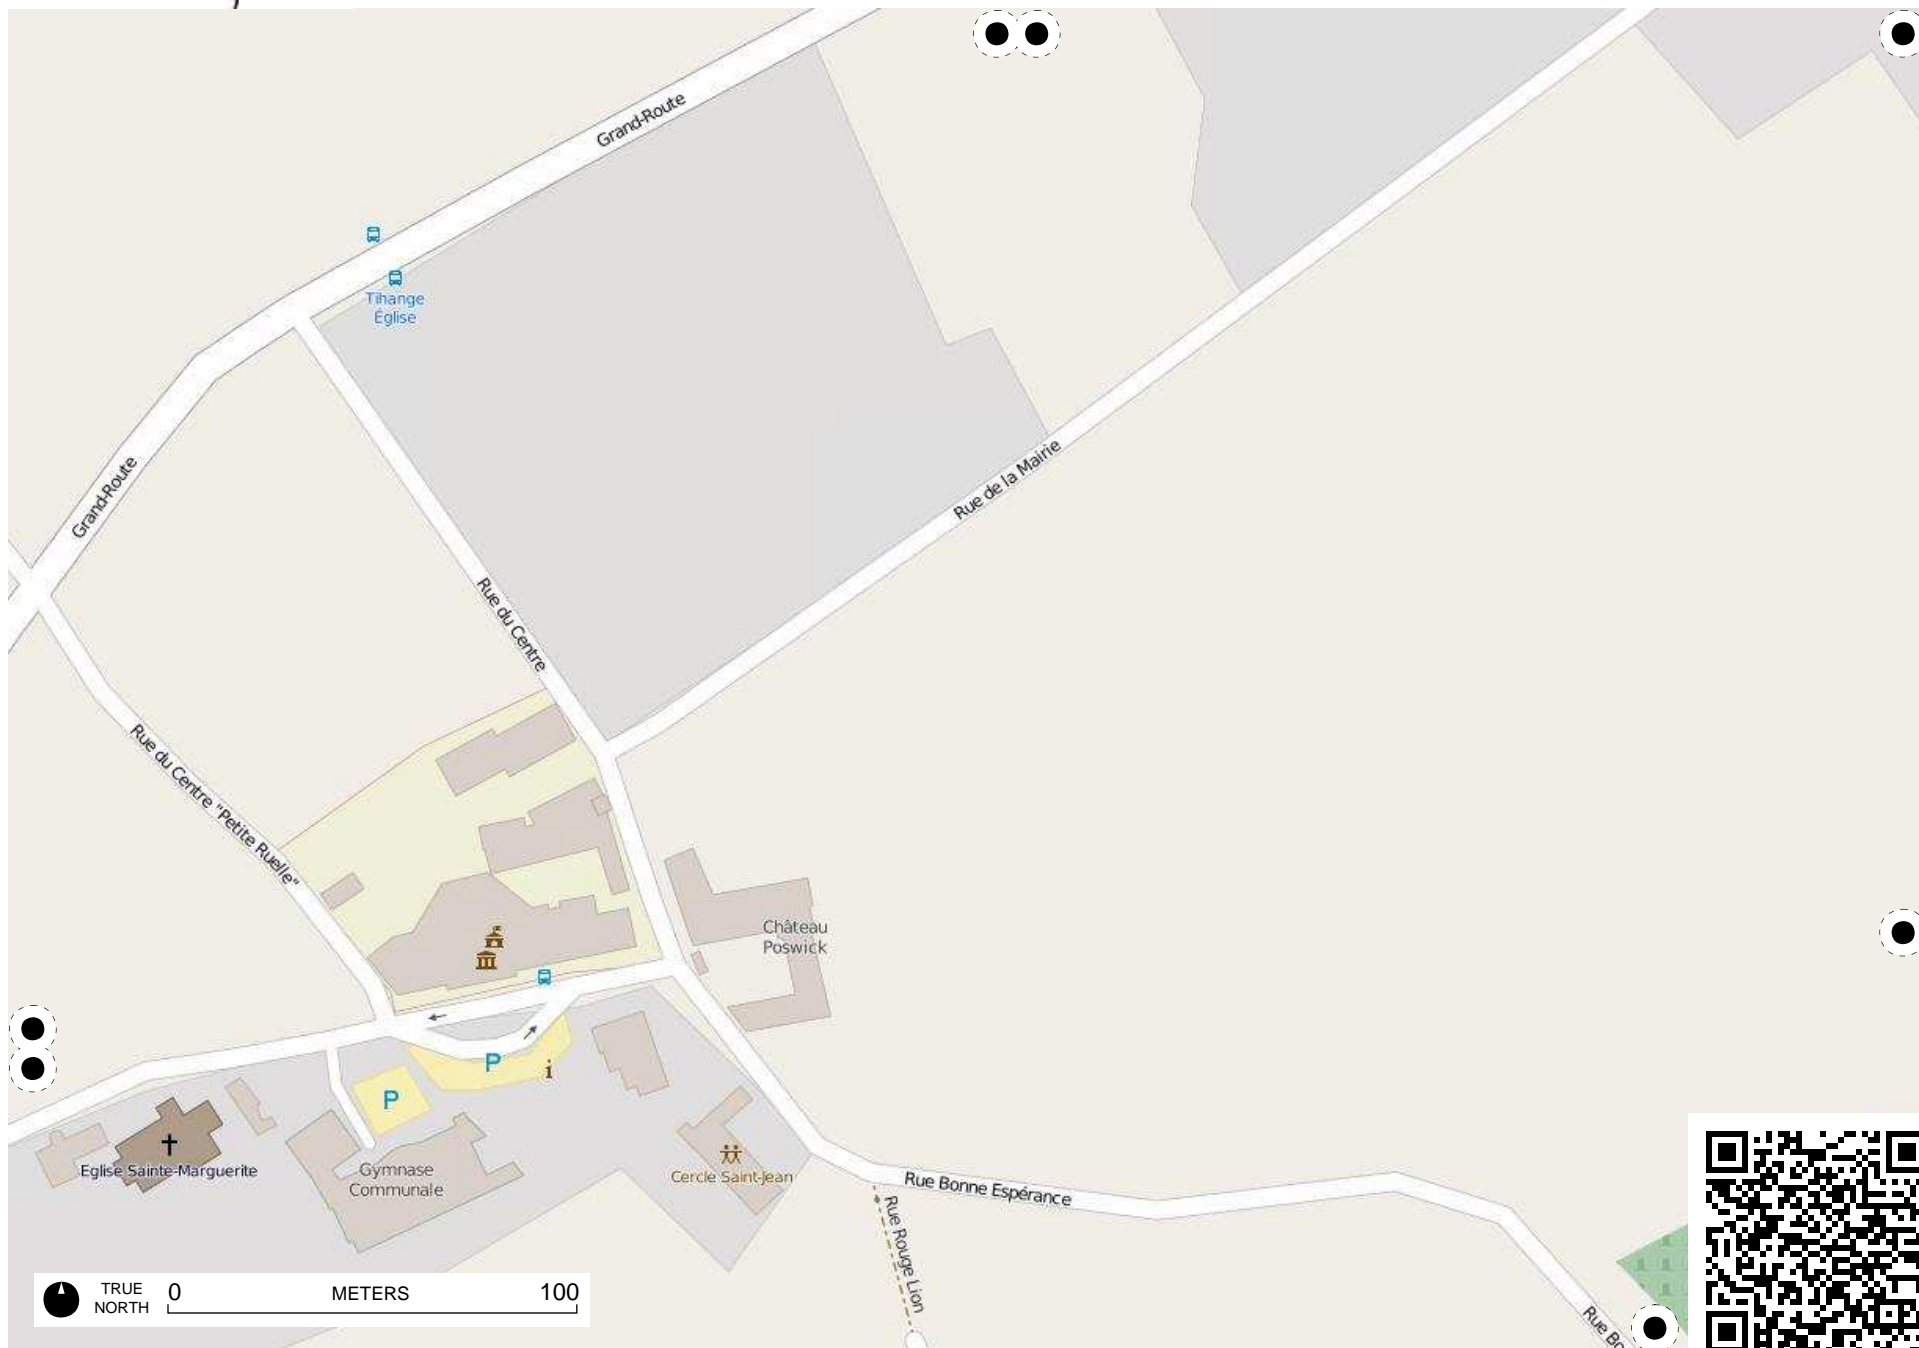 Grand-Route
Tihange
Église
Grand-Route
Rue de la Mairie
Rue du Centre
Rue du Centre "Petite Ruelle"
Château
Poswick
P
i
P
Eglise Sainte-Marguerite
Gymnase
Communale
Cercle Saint-Jean
Rue Bonne Espérance
Rue Rouge Lion
Rue Bo
TRUE
NORTH
0 METERS 100